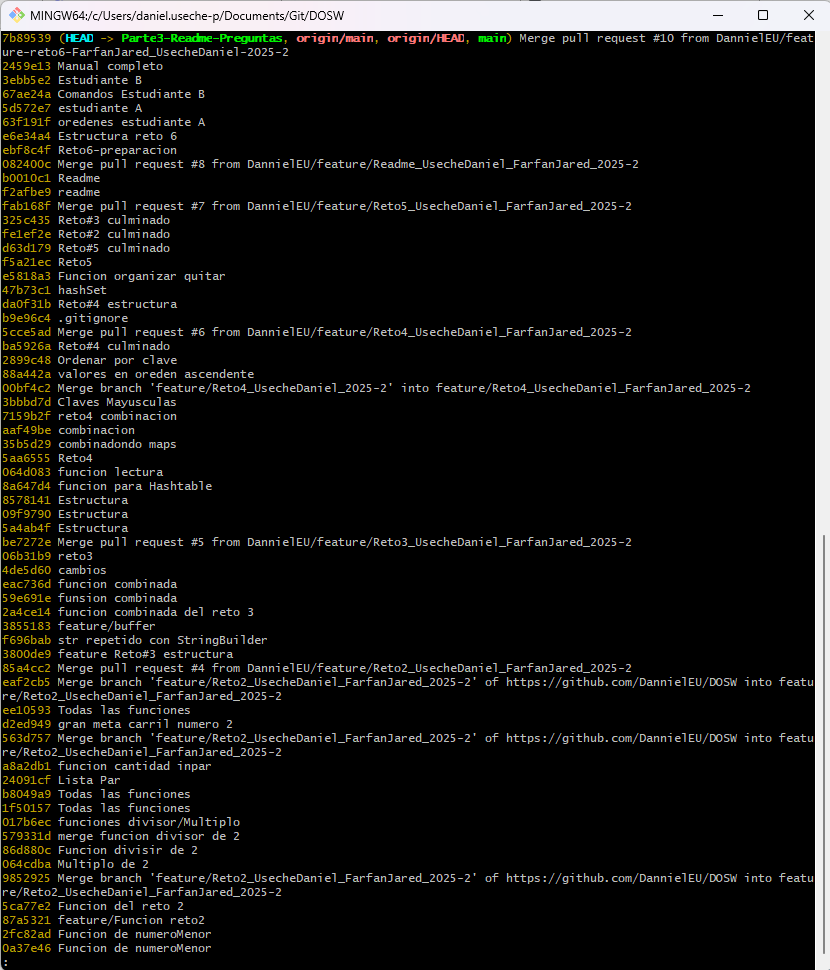 MINGW64:/c/Users/daniel.useche-p/Documents/Git/DOSW
7b89539 (HEAD -> Parte3-Readme-Preguntas, origin/main, origin/HEAD, main) Merge pull request #10 from DannielEU/feat
ure-reto6-FarfanJared_UsecheDaniel-2025-2
2459e13 Manual completo
3ebb5e2 Estudiante B
67ae24a Comandos Estudiante B
5d572e7 estudiante A
63f191f oredenes estudiante A
e6e34a4 Estructura reto 6
ebf8c4f Reto6-preparacion
082400c Merge pull request #8 from DannielEU/feature/Readme_UsecheDaniel_FarfanJared_2025-2
b0010c1 Readme
f2afbe9 readme
fab168f Merge pull request #7 from DannielEU/feature/Reto5_UsecheDaniel_FarfanJared_2025-2
325c435 Reto#3 culminado
fe1ef2e Reto#2 culminado
d63d179 Reto#5 culminado
f5a21ec Reto5
e5818a3 Funcion organizar quitar
47b73c1 hashSet
da0f31b Reto#4 estructura
b9e96c4 .gitignore
5cce5ad Merge pull request #6 from DannielEU/feature/Reto4_UsecheDaniel_FarfanJared_2025-2
ba5926a Reto#4 culminado
2899c48 Ordenar por clave
88a442a valores en oreden ascendente
00bf4c2 Merge branch 'feature/Reto4_UsecheDaniel_2025-2' into feature/Reto4_UsecheDaniel_FarfanJared_2025-2
3bbbd7d Claves Mayusculas
7159b2f reto4 combinacion
aaf49be combinacion
35b5d29 combinadondo maps
5aa6555 Reto4
064d083 funcion lectura
8a647d4 funcion para Hashtable
8578141 Estructura
09f9790 Estructura
5a4ab4f Estructura
be7272e Merge pull request #5 from DannielEU/feature/Reto3_UsecheDaniel_FarfanJared_2025-2
06b31b9 reto3
4de5d60 cambios
eac736d funcion combinada
59e691e funsion combinada
2a4ce14 funcion combinada del reto 3
3855183 feature/buffer
f696bab str repetido con StringBuilder
3800de9 feature Reto#3 estructura
85a4cc2 Merge pull request #4 from DannielEU/feature/Reto2_UsecheDaniel_FarfanJared_2025-2
eaf2cb5 Merge branch 'feature/Reto2_UsecheDaniel_FarfanJared_2025-2' of https://github.com/DannielEU/DOSW into featu
re/Reto2_UsecheDaniel_FarfanJared_2025-2
ee10593 Todas las funciones
d2ed949 gran meta carril numero 2
563d757 Merge branch 'feature/Reto2_UsecheDaniel_FarfanJared_2025-2' of https://github.com/DannielEU/DOSW into featu
re/Reto2_UsecheDaniel_FarfanJared_2025-2
a8a2db1 funcion cantidad inpar
24091cf Lista Par
b8049a9 Todas las funciones
1f50157 Todas las funciones
017b6ec funciones divisor/Multiplo
579331d merge funcion divisor de 2
86d880c Funcion divisir de 2
064cdba Multiplo de 2
9852925 Merge branch 'feature/Reto2_UsecheDaniel_FarfanJared_2025-2' of https://github.com/DannielEU/DOSW into featu
re/Reto2_UsecheDaniel_FarfanJared_2025-2
5ca77e2 Funcion del reto 2
87a5321 feature/Funcion reto2
2fc82ad Funcion de numeroMenor
0a37e46 Funcion de numeroMenor
: